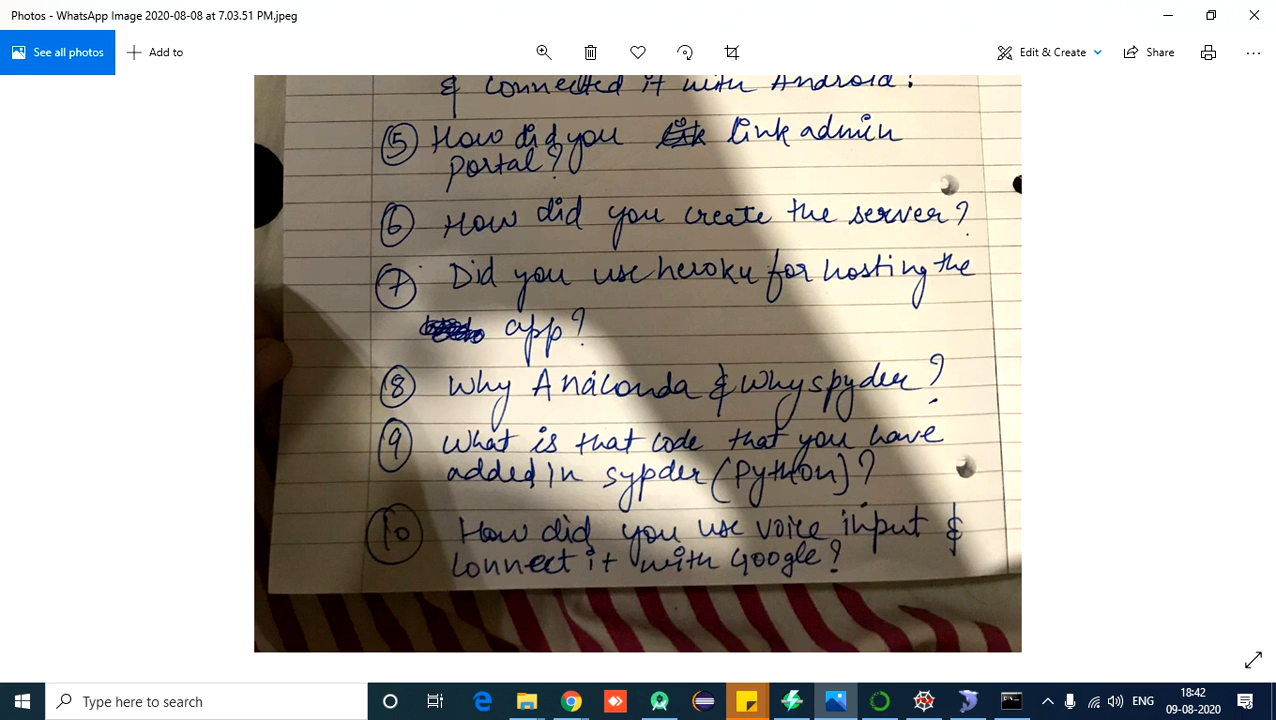 Photos - WhatsApp Image 2020-08-08 at 7.03.51 PM.jpeg
See all photos
Add to
Edit & Create
Share
& connected it with Android?
5 How did you link admin
portal?
6 How did you create the server?
7 Did you use heroku for hosting the
app?
8 Why Anaconda & why spyder?
9 What is that code that you have
added in sypder (Python)?
10 How did you use voice input &
connect it with Google?
Type here to search
ENG
18:42
09-08-2020